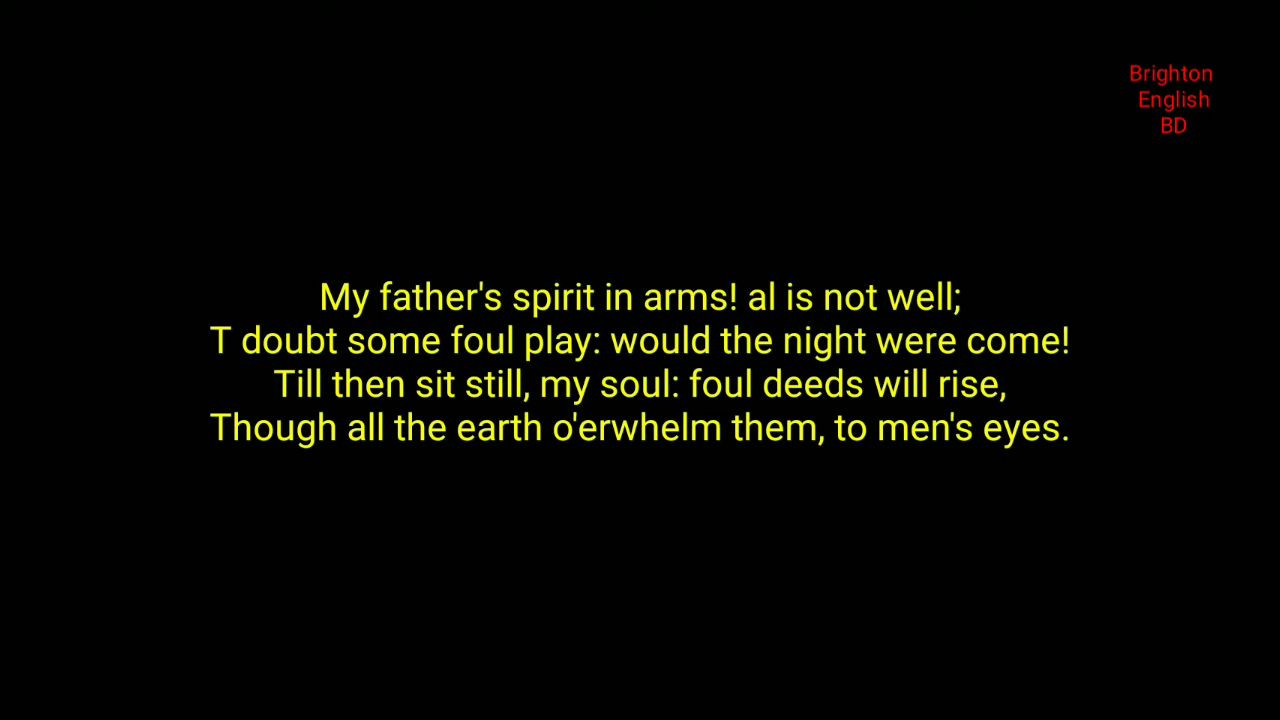 Brighton
English
BD
My father's spirit in arms! al is not well;
T doubt some foul play: would the night were come!
Till then sit still, my soul: foul deeds will rise,
Though all the earth o'erwhelm them, to men's eyes.